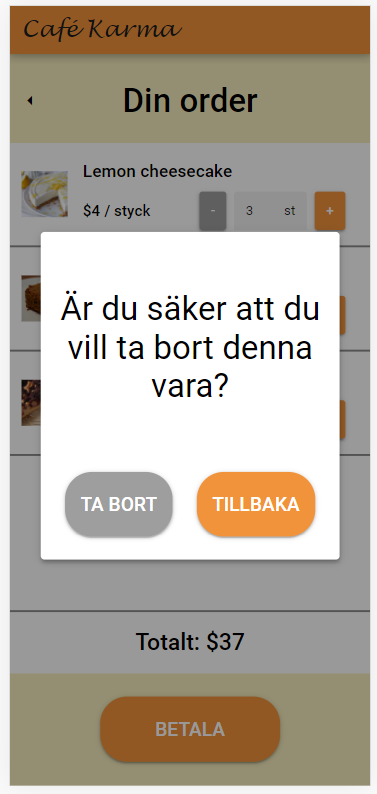 Café Karma
Din order
Lemon cheesecake
$4 / styck - 3 st +
Är du säker att du
vill ta bort denna
vara?
TA BORT TILLBAKA
Totalt: $37
BETALA